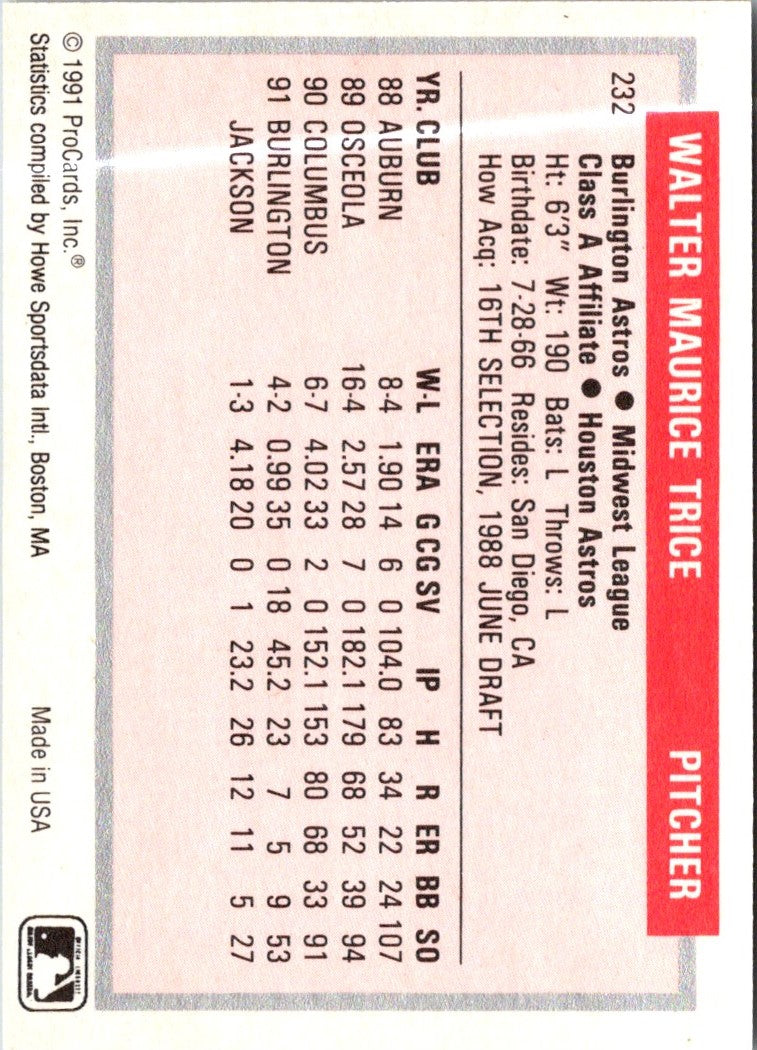 WALTER MAURICE TRICE PITCHER
232 Burlington Astros ● Midwest League
Class A Affiliate ● Houston Astros
Ht: 6'3" Wt: 190 Bats: L Throws: L
Birthdate: 7-28-66 Resides: San Diego, CA
How Acq: 16TH SELECTION, 1988 JUNE DRAFT
YR. CLUB W-L ERA G CG SV IP H R ER BB SO
88 AUBURN 8-4 1.90 14 6 0 104.0 83 34 22 24 107
89 OSCEOLA 16-4 2.57 28 7 0 182.1 179 68 52 39 94
90 COLUMBUS 6-7 4.02 33 2 0 152.1 153 80 68 33 91
91 BURLINGTON 4-2 0.99 35 0 18 45.2 23 7 5 9 53
JACKSON 1-3 4.18 20 0 1 23.2 26 12 11 5 27
© 1991 ProCards, Inc.® Made in USA
Statistics compiled by Howe Sportsdata Intl., Boston, MA